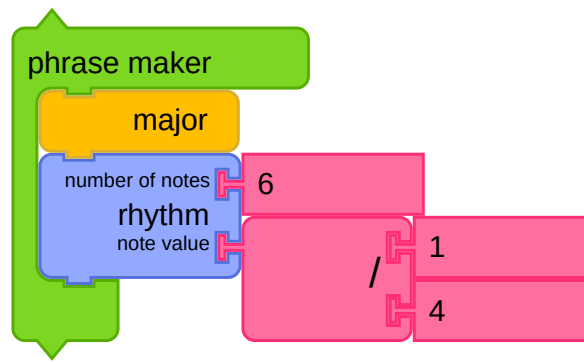 phrase maker
major
number of notes 6
rhythm
note value / 1
4